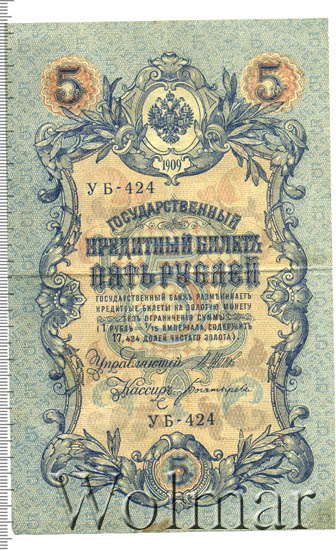 5 5
1909
УБ-424
ГОСУДАРСТВЕННЫЙ
КРЕДИТНЫЙ БИЛЕТЪ
ПЯТЬ РУБЛЕЙ
ГОСУДАРСТВЕННЫЙ БАНКЪ РАЗМѢНИВАЕТЪ
КРЕДИТНЫЕ БИЛЕТЫ НА ЗОЛОТУЮ МОНЕТУ
БЕЗЪ ОГРАНИЧЕНІЯ СУММЫ
(1 РУБЛЬ = 1/15 ИМПЕРІАЛА, СОДЕРЖИТЪ
17,424 ДОЛЕЙ ЧИСТАГО ЗОЛОТА)
Управляющій
Кассиръ Богатыревъ
УБ-424
5
Wolmar